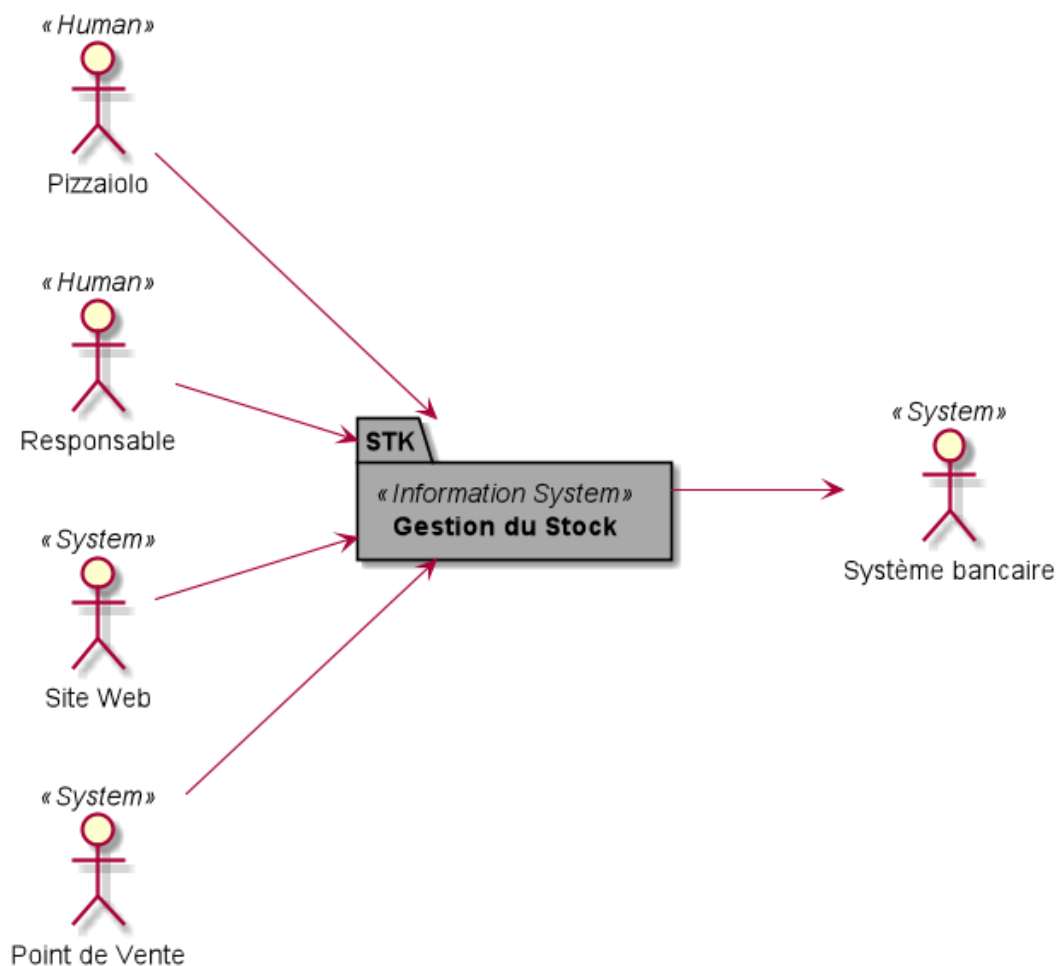 «Human»
Pizzaiolo
«Human»
Responsable
«System»
Site Web
«System»
Point de Vente
STK
«Information System»
Gestion du Stock
«System»
Système bancaire